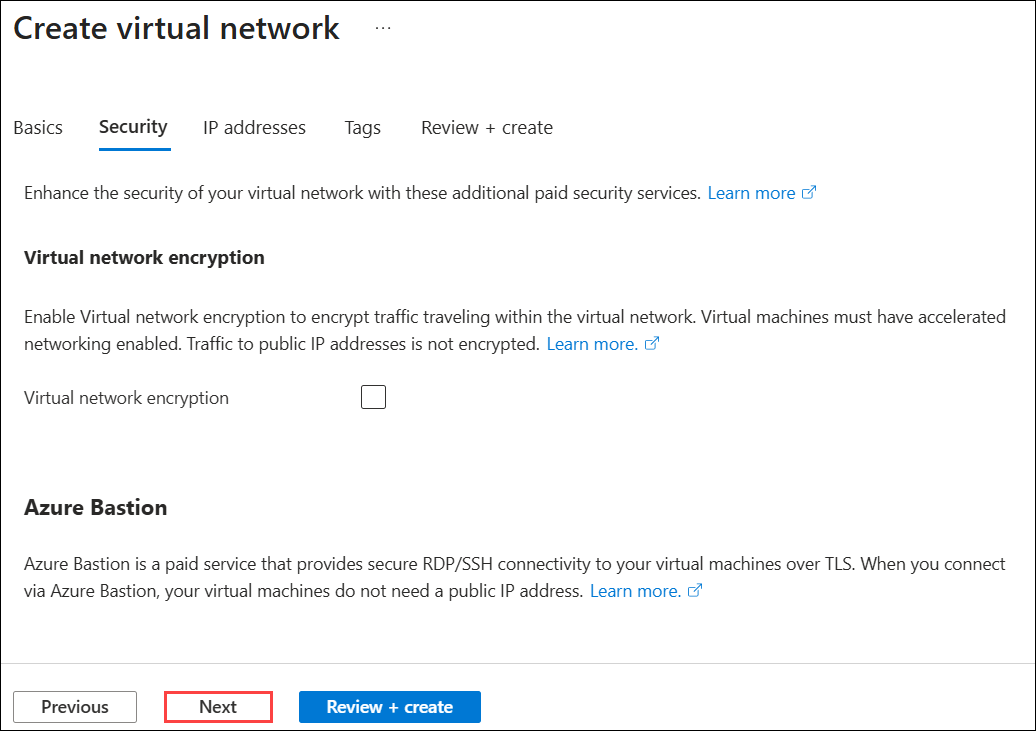 Create virtual network ...
Basics Security IP addresses Tags Review + create
Enhance the security of your virtual network with these additional paid security services. Learn more
Virtual network encryption
Enable Virtual network encryption to encrypt traffic traveling within the virtual network. Virtual machines must have accelerated
networking enabled. Traffic to public IP addresses is not encrypted. Learn more.
Virtual network encryption
Azure Bastion
Azure Bastion is a paid service that provides secure RDP/SSH connectivity to your virtual machines over TLS. When you connect
via Azure Bastion, your virtual machines do not need a public IP address. Learn more.
Previous Next Review + create